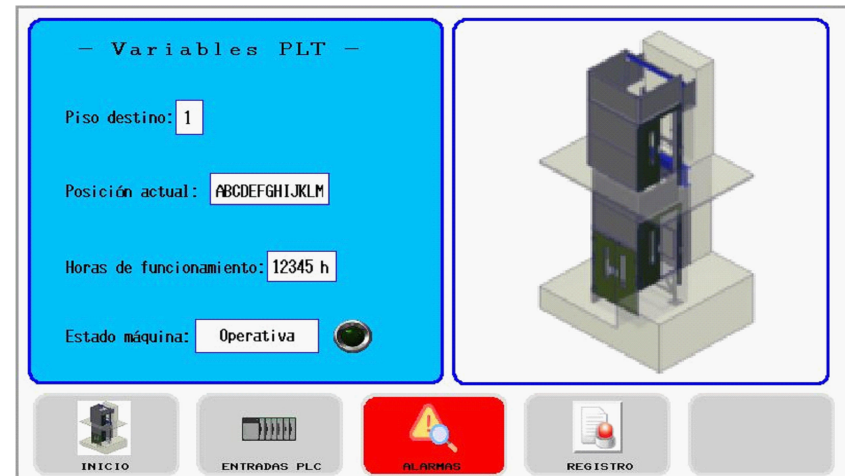 - Variables PLT -
Piso destino: 1
Posición actual: ABCDEFGHIJKLM
Horas de funcionamiento: 12345 h
Estado máquina: Operativa
INICIO
ENTRADAS PLC
ALARMAS
REGISTRO